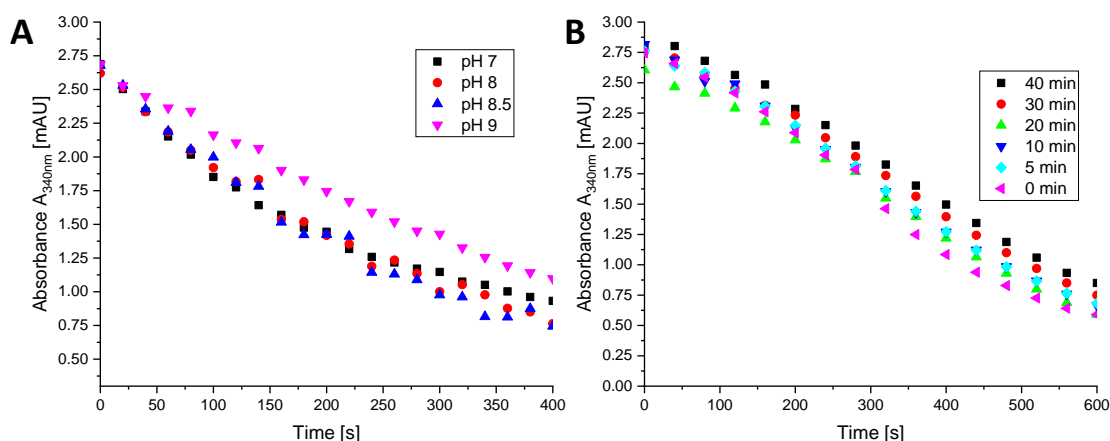 A
Absorbance A340nm [mAU]
3.00
2.75
2.50
2.25
2.00
1.75
1.50
1.25
1.00
0.75
0.50
pH 7
pH 8
pH 8.5
pH 9
0 50 100 150 200 250 300 350 400
Time [s]
B
Absorbance A340nm [mAU]
3.00
2.75
2.50
2.25
2.00
1.75
1.50
1.25
1.00
0.75
0.50
0.25
0.00
40 min
30 min
20 min
10 min
5 min
0 min
0 100 200 300 400 500 600
Time [s]